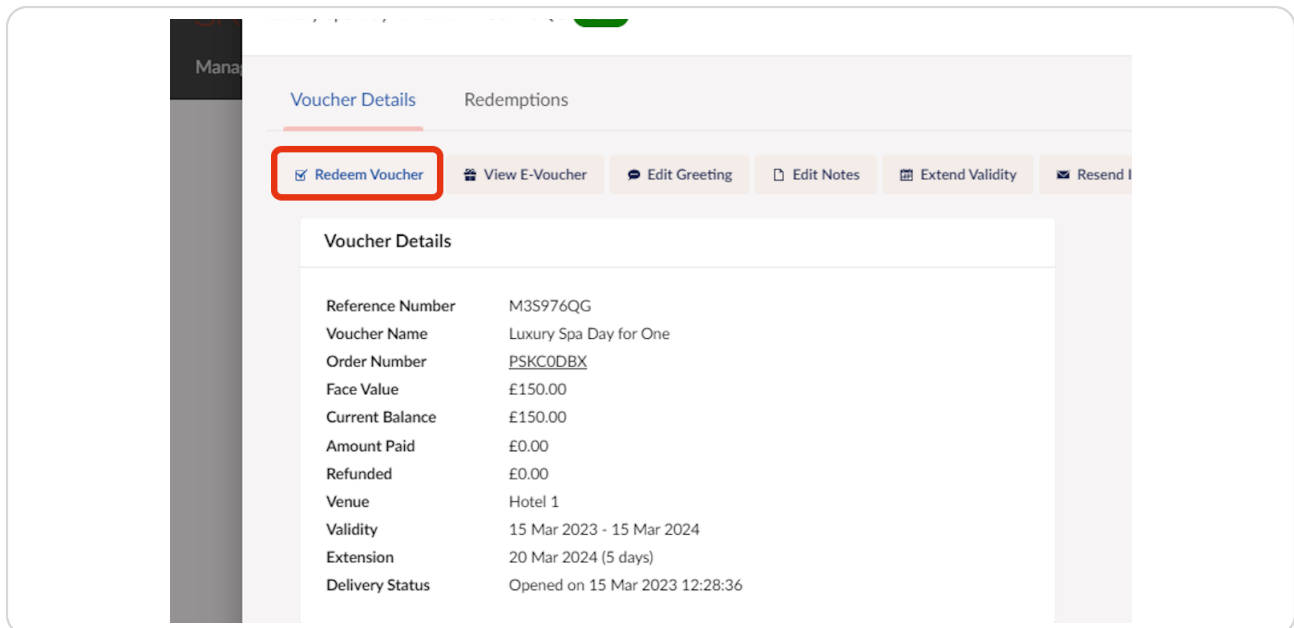 Mana
Voucher Details Redemptions
Redeem Voucher View E-Voucher Edit Greeting Edit Notes Extend Validity Resend
Voucher Details
Reference Number M3S976QG
Voucher Name Luxury Spa Day for One
Order Number PSKC0DBX
Face Value £150.00
Current Balance £150.00
Amount Paid £0.00
Refunded £0.00
Venue Hotel 1
Validity 15 Mar 2023 - 15 Mar 2024
Extension 20 Mar 2024 (5 days)
Delivery Status Opened on 15 Mar 2023 12:28:36